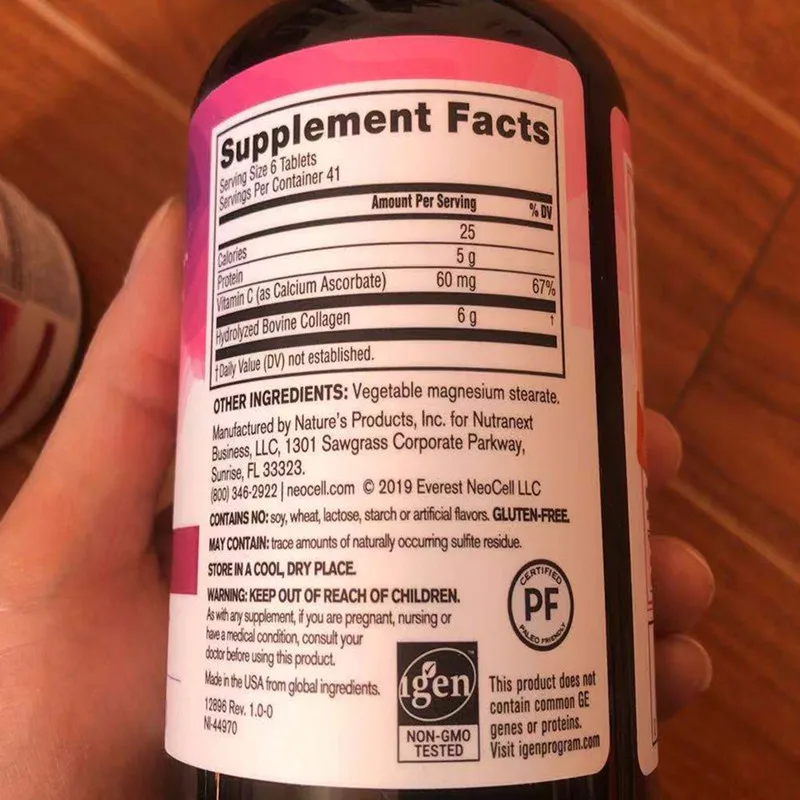 Supplement Facts
Serving Size 6 Tablets
Servings Per Container 41
Amount Per Serving % DV
Calories 25
Protein 5 g
Vitamin C (as Calcium Ascorbate) 60 mg 67%
Hydrolyzed Bovine Collagen 6 g †
† Daily Value (DV) not established.
OTHER INGREDIENTS: Vegetable magnesium stearate.
Manufactured by Nature's Products, Inc. for Nutranext
Business, LLC, 1301 Sawgrass Corporate Parkway,
Sunrise, FL 33323.
(800) 346-2922 | neocell.com © 2019 Everest NeoCell LLC
CONTAINS NO: soy, wheat, lactose, starch or artificial flavors. GLUTEN-FREE.
MAY CONTAIN: trace amounts of naturally occurring sulfite residue.
STORE IN A COOL, DRY PLACE.
WARNING: KEEP OUT OF REACH OF CHILDREN.
As with any supplement, if you are pregnant, nursing or
have a medical condition, consult your
doctor before using this product.
Made in the USA from global ingredients.
12896 Rev. 1.0-0
NI-44970
CERTIFIED
PF
PALEO FRIENDLY
igen
NON-GMO
TESTED
This product does not
contain common GE
genes or proteins.
Visit igenprogram.com